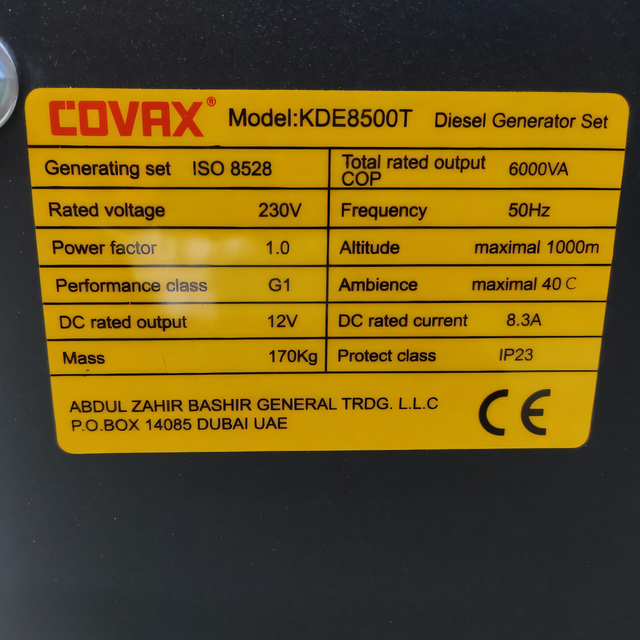 COVAX® Model:KDE8500T Diesel Generator Set
Generating set ISO 8528 Total rated output COP 6000VA
Rated voltage 230V Frequency 50Hz
Power factor 1.0 Altitude maximal 1000m
Performance class G1 Ambience maximal 40 C
DC rated output 12V DC rated current 8.3A
Mass 170Kg Protect class IP23
ABDUL ZAHIR BASHIR GENERAL TRDG. L.L.C
P.O.BOX 14085 DUBAI UAE
CE